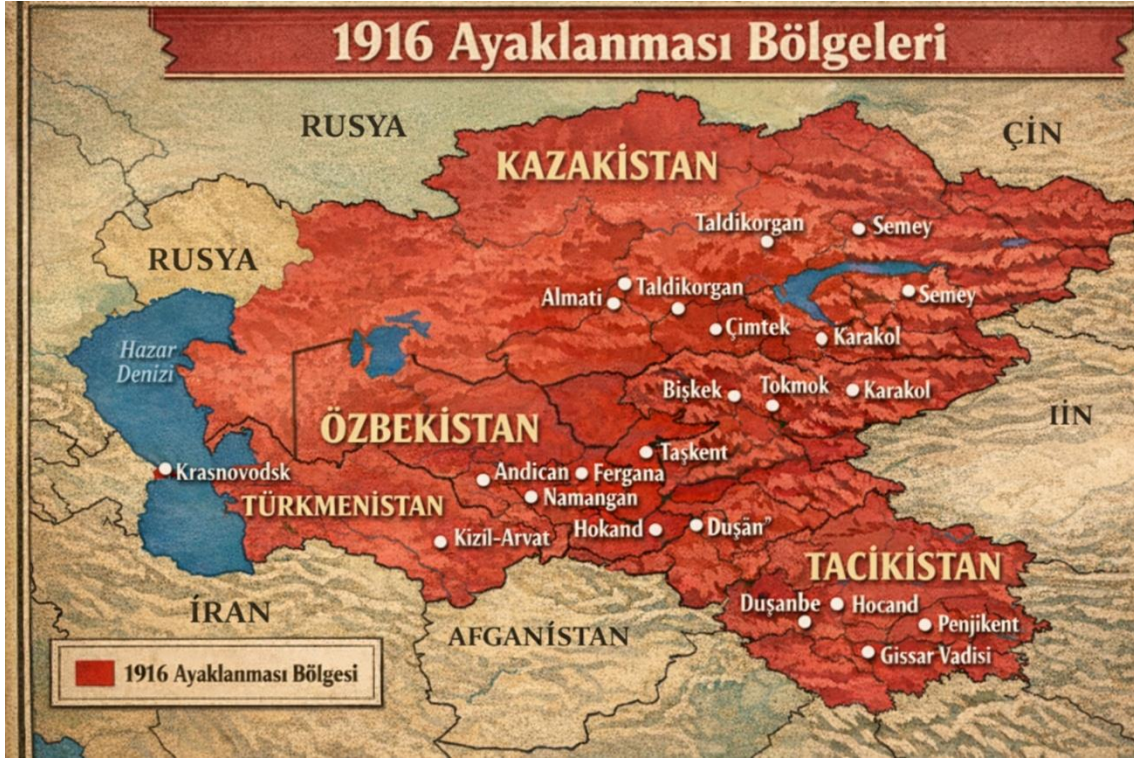 1916 Ayaklanması Bölgeleri
RUSYA
ÇİN
KAZAKİSTAN
Taldikorgan
Semey
RUSYA
Almati
Taldikorgan
Semey
Çimtek
Karakol
Hazar
Denizi
Bişkek
Tokmok
Karakol
IİN
ÖZBEKİSTAN
Taşkent
Krasnovodsk
Andican
Fergana
TÜRKMENİSTAN
Namangan
Hokand
Duşän"
Kizil-Arvat
TACİKİSTAN
İRAN
AFGANİSTAN
Duşanbe
Hocand
Penjikent
Gissar Vadisi
1916 Ayaklanması Bölgesi